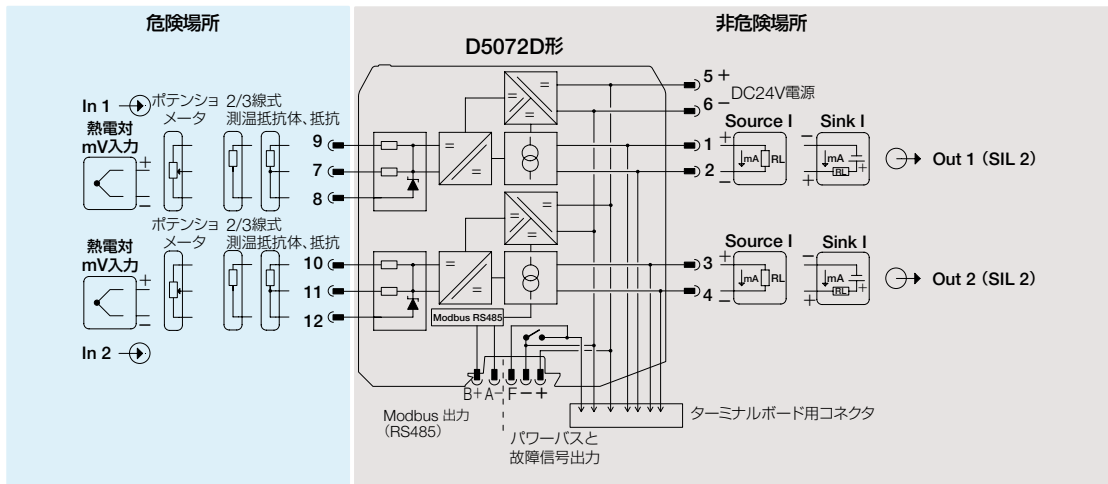 危険場所
非危険場所
D5072D形
In 1
ポテンショ
メータ
2/3線式
測温抵抗体、抵抗
熱電対
mV入力
+
−
9
7
8
5 +
6 −
DC24V電源
1
2
Source I
+
mA
RL
−
Sink I
−
mA
RL
+
+
Out 1 (SIL 2)
ポテンショ
メータ
2/3線式
測温抵抗体、抵抗
熱電対
mV入力
+
−
10
11
12
3
4
Source I
+
mA
RL
−
Sink I
−
mA
RL
+
+
Out 2 (SIL 2)
In 2
Modbus RS485
B+
A−
F
−
+
Modbus 出力
(RS485)
パワーバスと
故障信号出力
ターミナルボード用コネクタ